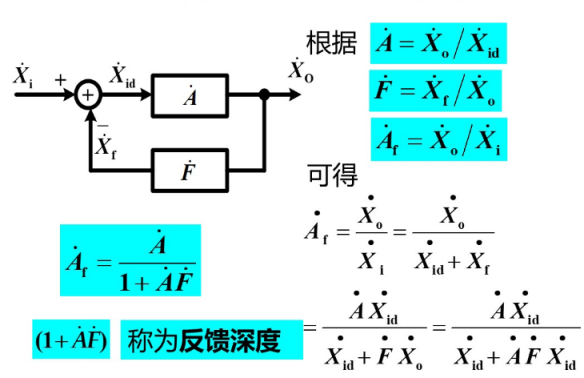 根据 Ȧ = Ẋo/Ẋid
Ẋi + + Ẋid Ȧ Ẋo
Ḟ = Ẋf/Ẋo
− Ẋf Ḟ
Ȧf = Ẋo/Ẋi
可得
Ȧf = Ẋo/Ẋi = Ẋo/(Ẋid + Ẋf)
Ȧf = Ȧ/(1 + ȦḞ)
= ȦẊid/(Ẋid + ḞẊo) = ȦẊid/(Ẋid + ȦḞẊid)
(1+ȦḞ) 称为反馈深度